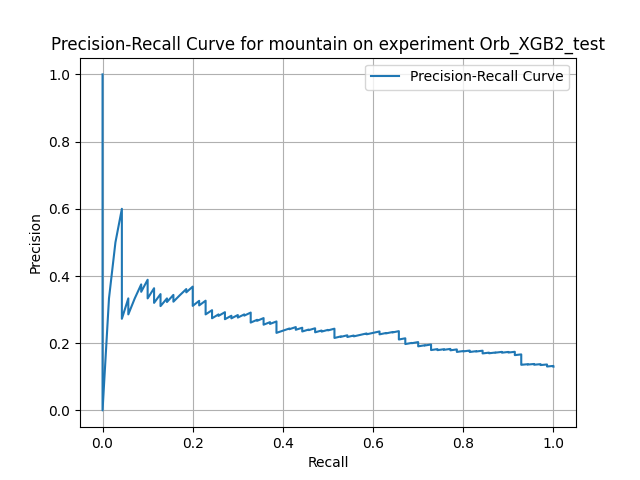 Precision-Recall Curve for mountain on experiment Orb_XGB2_test
Precision-Recall Curve
1.0
0.8
0.6
0.4
0.2
0.0
Precision
0.0 0.2 0.4 0.6 0.8 1.0
Recall